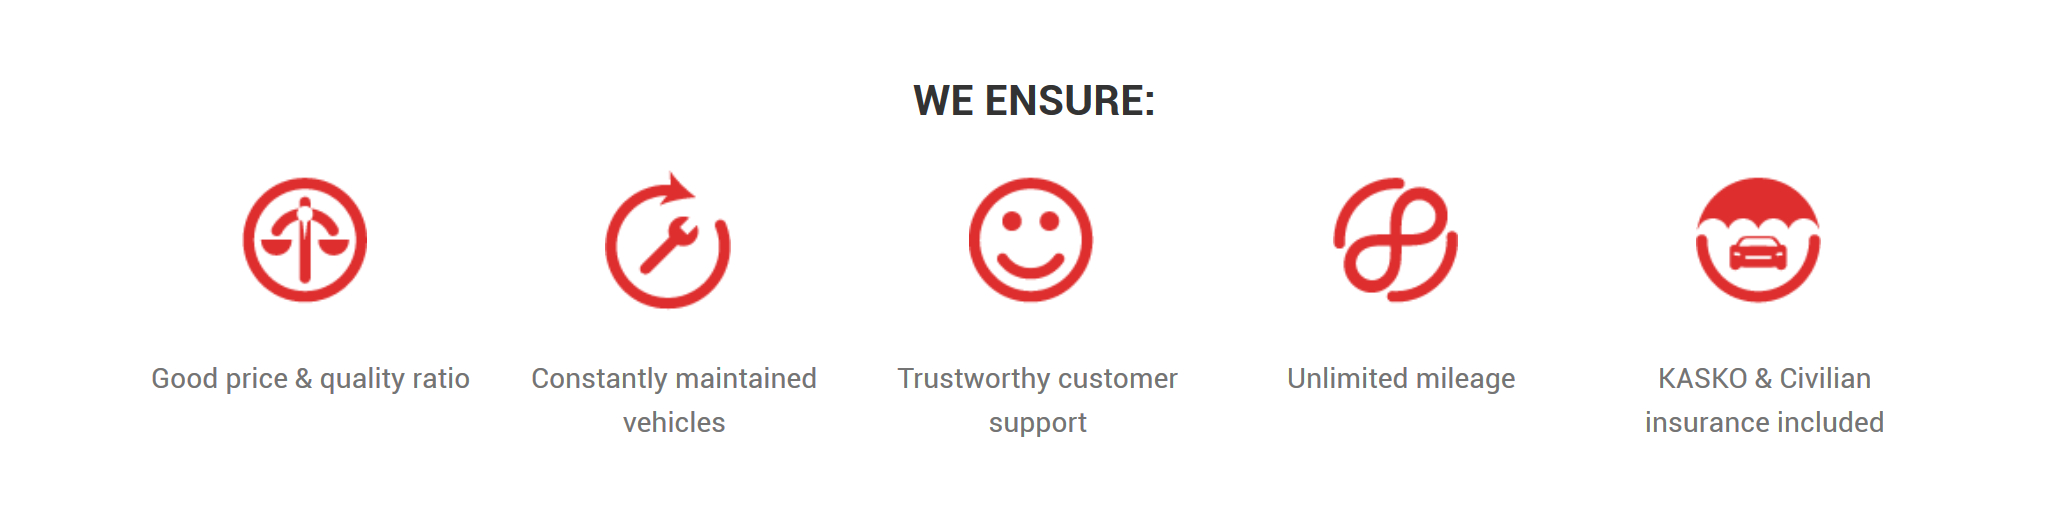 WE ENSURE:
Good price & quality ratio
Constantly maintained
vehicles
Trustworthy customer
support
Unlimited mileage
KASKO & Civilian
insurance included